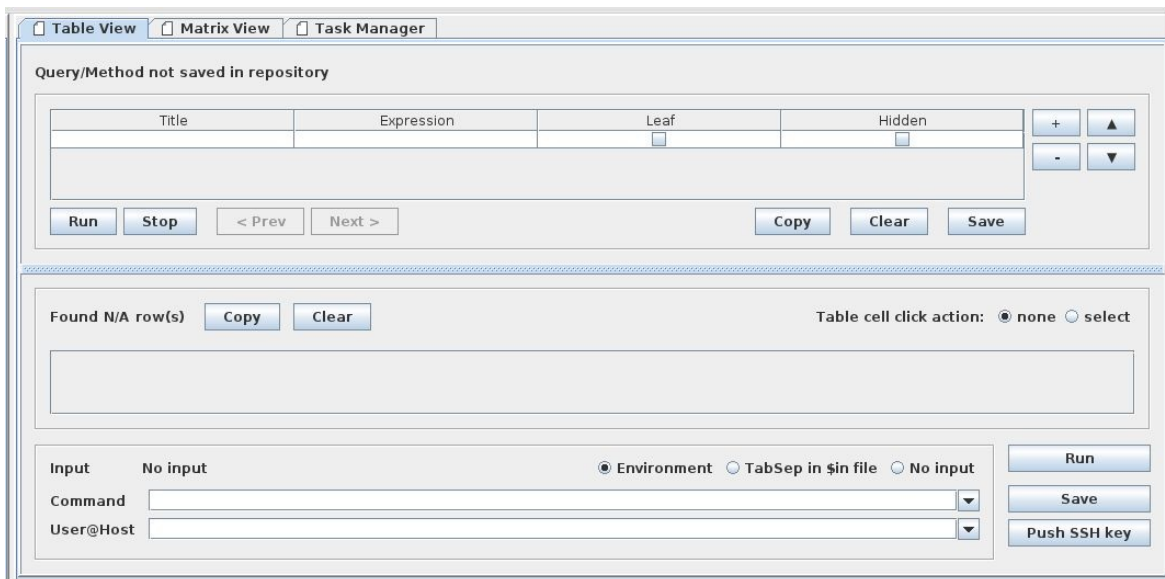 Table View Matrix View Task Manager
Query/Method not saved in repository
Title Expression Leaf Hidden
+ ▲
- ▼
Run Stop < Prev Next > Copy Clear Save
Found N/A row(s) Copy Clear Table cell click action: none select
Input No input Environment TabSep in $in file No input Run
Command Save
User@Host Push SSH key